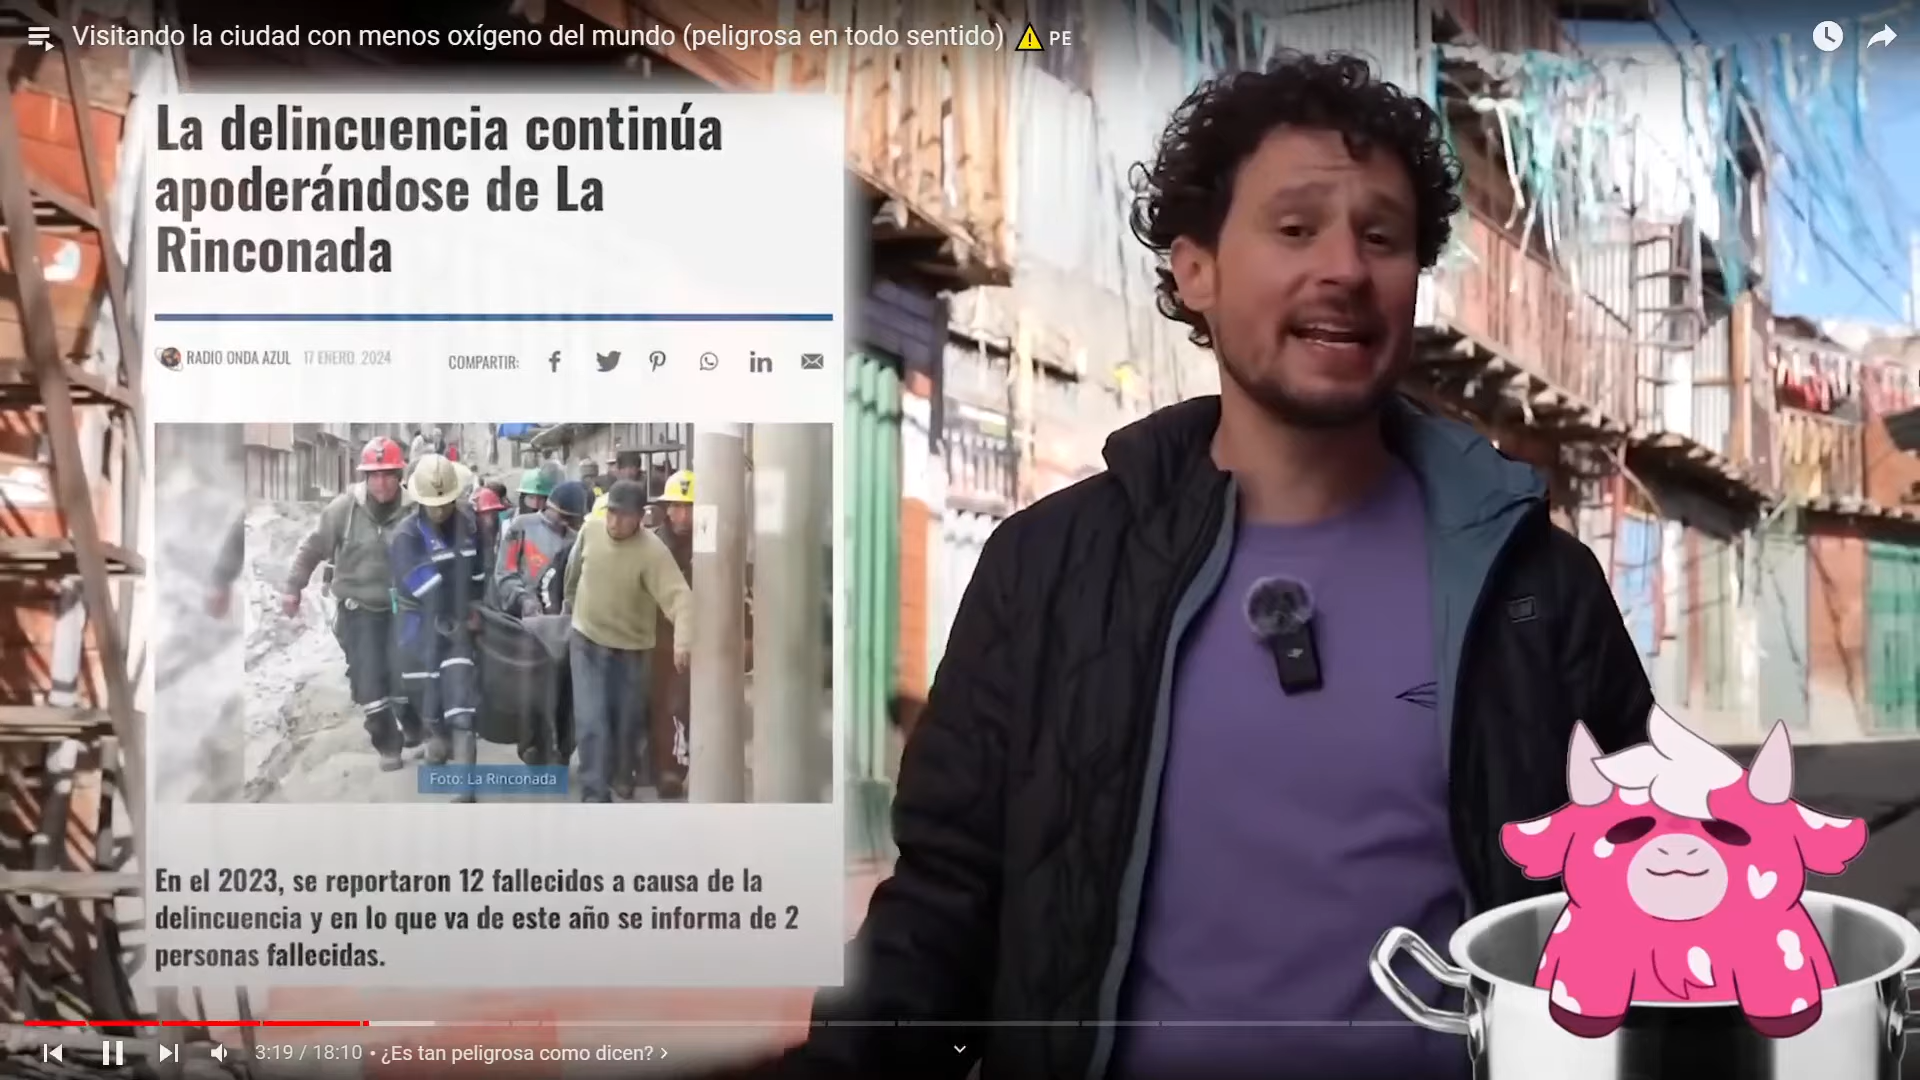 Visitando la ciudad con menos oxígeno del mundo (peligrosa en todo sentido) ⚠️ PE
La delincuencia continúa
apoderándose de La
Rinconada
RADIO ONDA AZUL 17 ENERO, 2024 COMPARTIR:
Foto: La Rinconada
En el 2023, se reportaron 12 fallecidos a causa de la
delincuencia y en lo que va de este año se informa de 2
personas fallecidas.
3:19 / 18:10 • ¿Es tan peligrosa como dicen? >